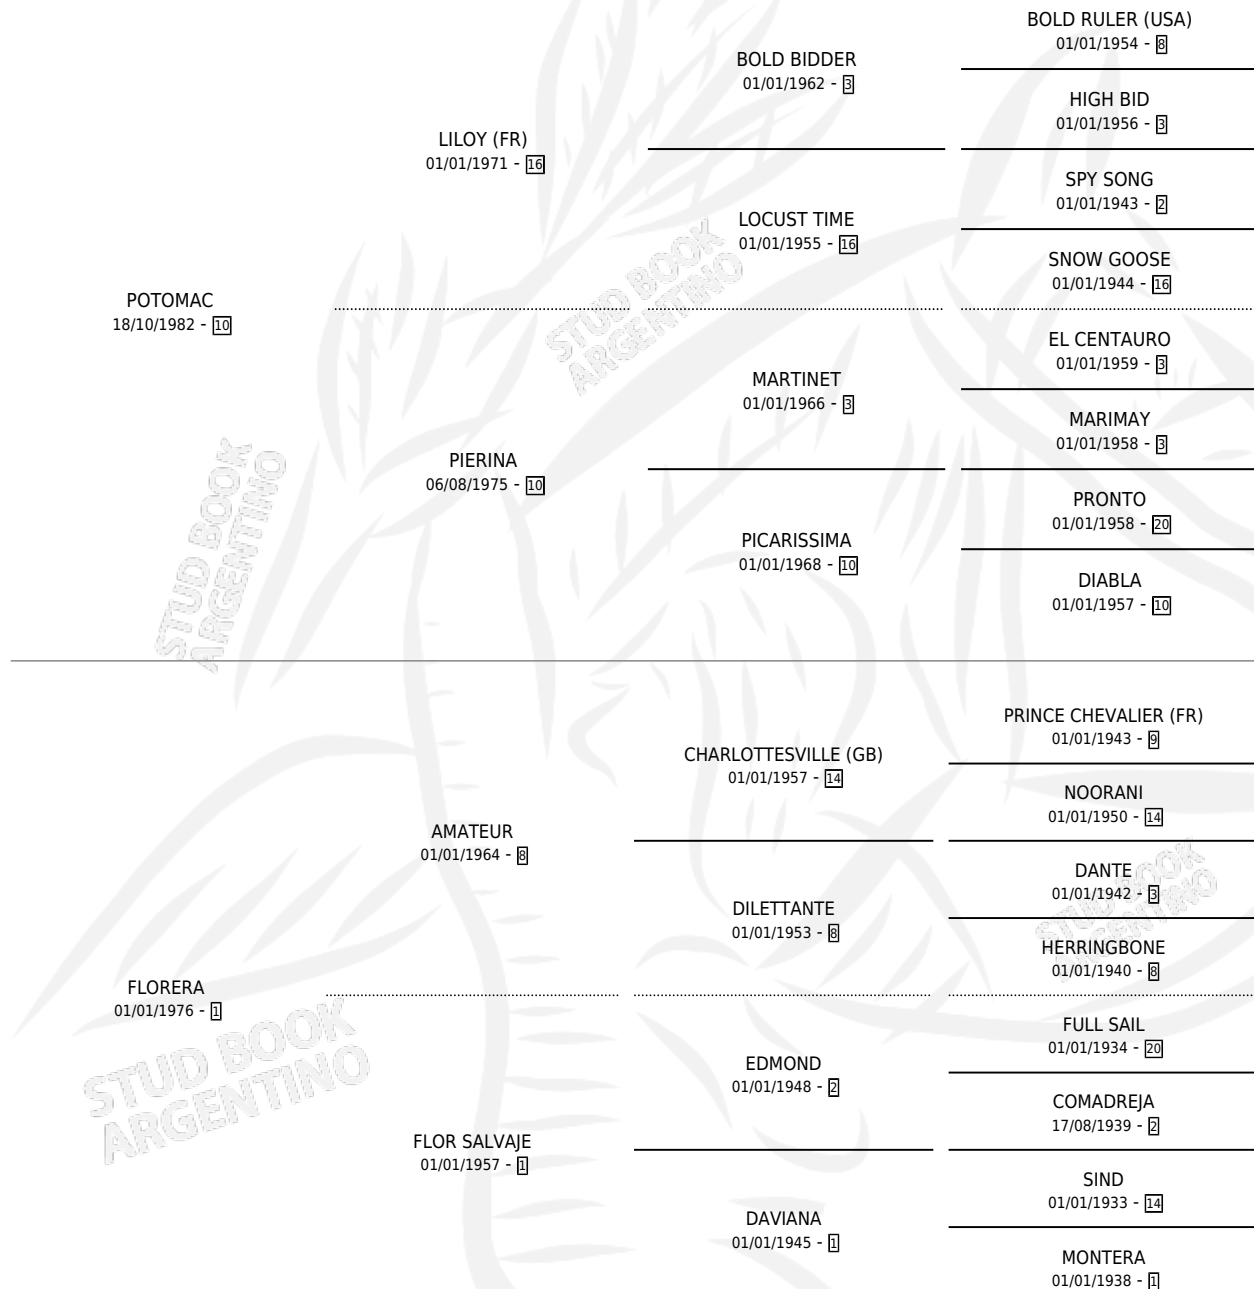 BOLD RULER (USA)
01/01/1954 - 8
BOLD BIDDER
01/01/1962 - 3
HIGH BID
01/01/1956 - 3
LILOY (FR)
01/01/1971 - 16
SPY SONG
01/01/1943 - 2
LOCUST TIME
01/01/1955 - 16
SNOW GOOSE
01/01/1944 - 16
POTOMAC
18/10/1982 - 10
EL CENTAURO
01/01/1959 - 3
MARTINET
01/01/1966 - 3
MARIMAY
01/01/1958 - 3
PIERINA
06/08/1975 - 10
PRONTO
01/01/1958 - 20
PICARISSIMA
01/01/1968 - 10
DIABLA
01/01/1957 - 10
PRINCE CHEVALIER (FR)
01/01/1943 - 9
CHARLOTTESVILLE (GB)
01/01/1957 - 14
NOORANI
01/01/1950 - 14
AMATEUR
01/01/1964 - 8
DANTE
01/01/1942 - 3
DILETTANTE
01/01/1953 - 8
HERRINGBONE
01/01/1940 - 8
FLORERA
01/01/1976 - 1
FULL SAIL
01/01/1934 - 20
EDMOND
01/01/1948 - 2
COMADREJA
17/08/1939 - 2
FLOR SALVAJE
01/01/1957 - 1
SIND
01/01/1933 - 14
DAVIANA
01/01/1945 - 1
MONTERA
01/01/1938 - 1
STUD BOOK
ARGENTINO
STUD BOOK
ARGENTINO
STUD BOOK
ARGENTINO
STUD BOOK
ARGENTINO